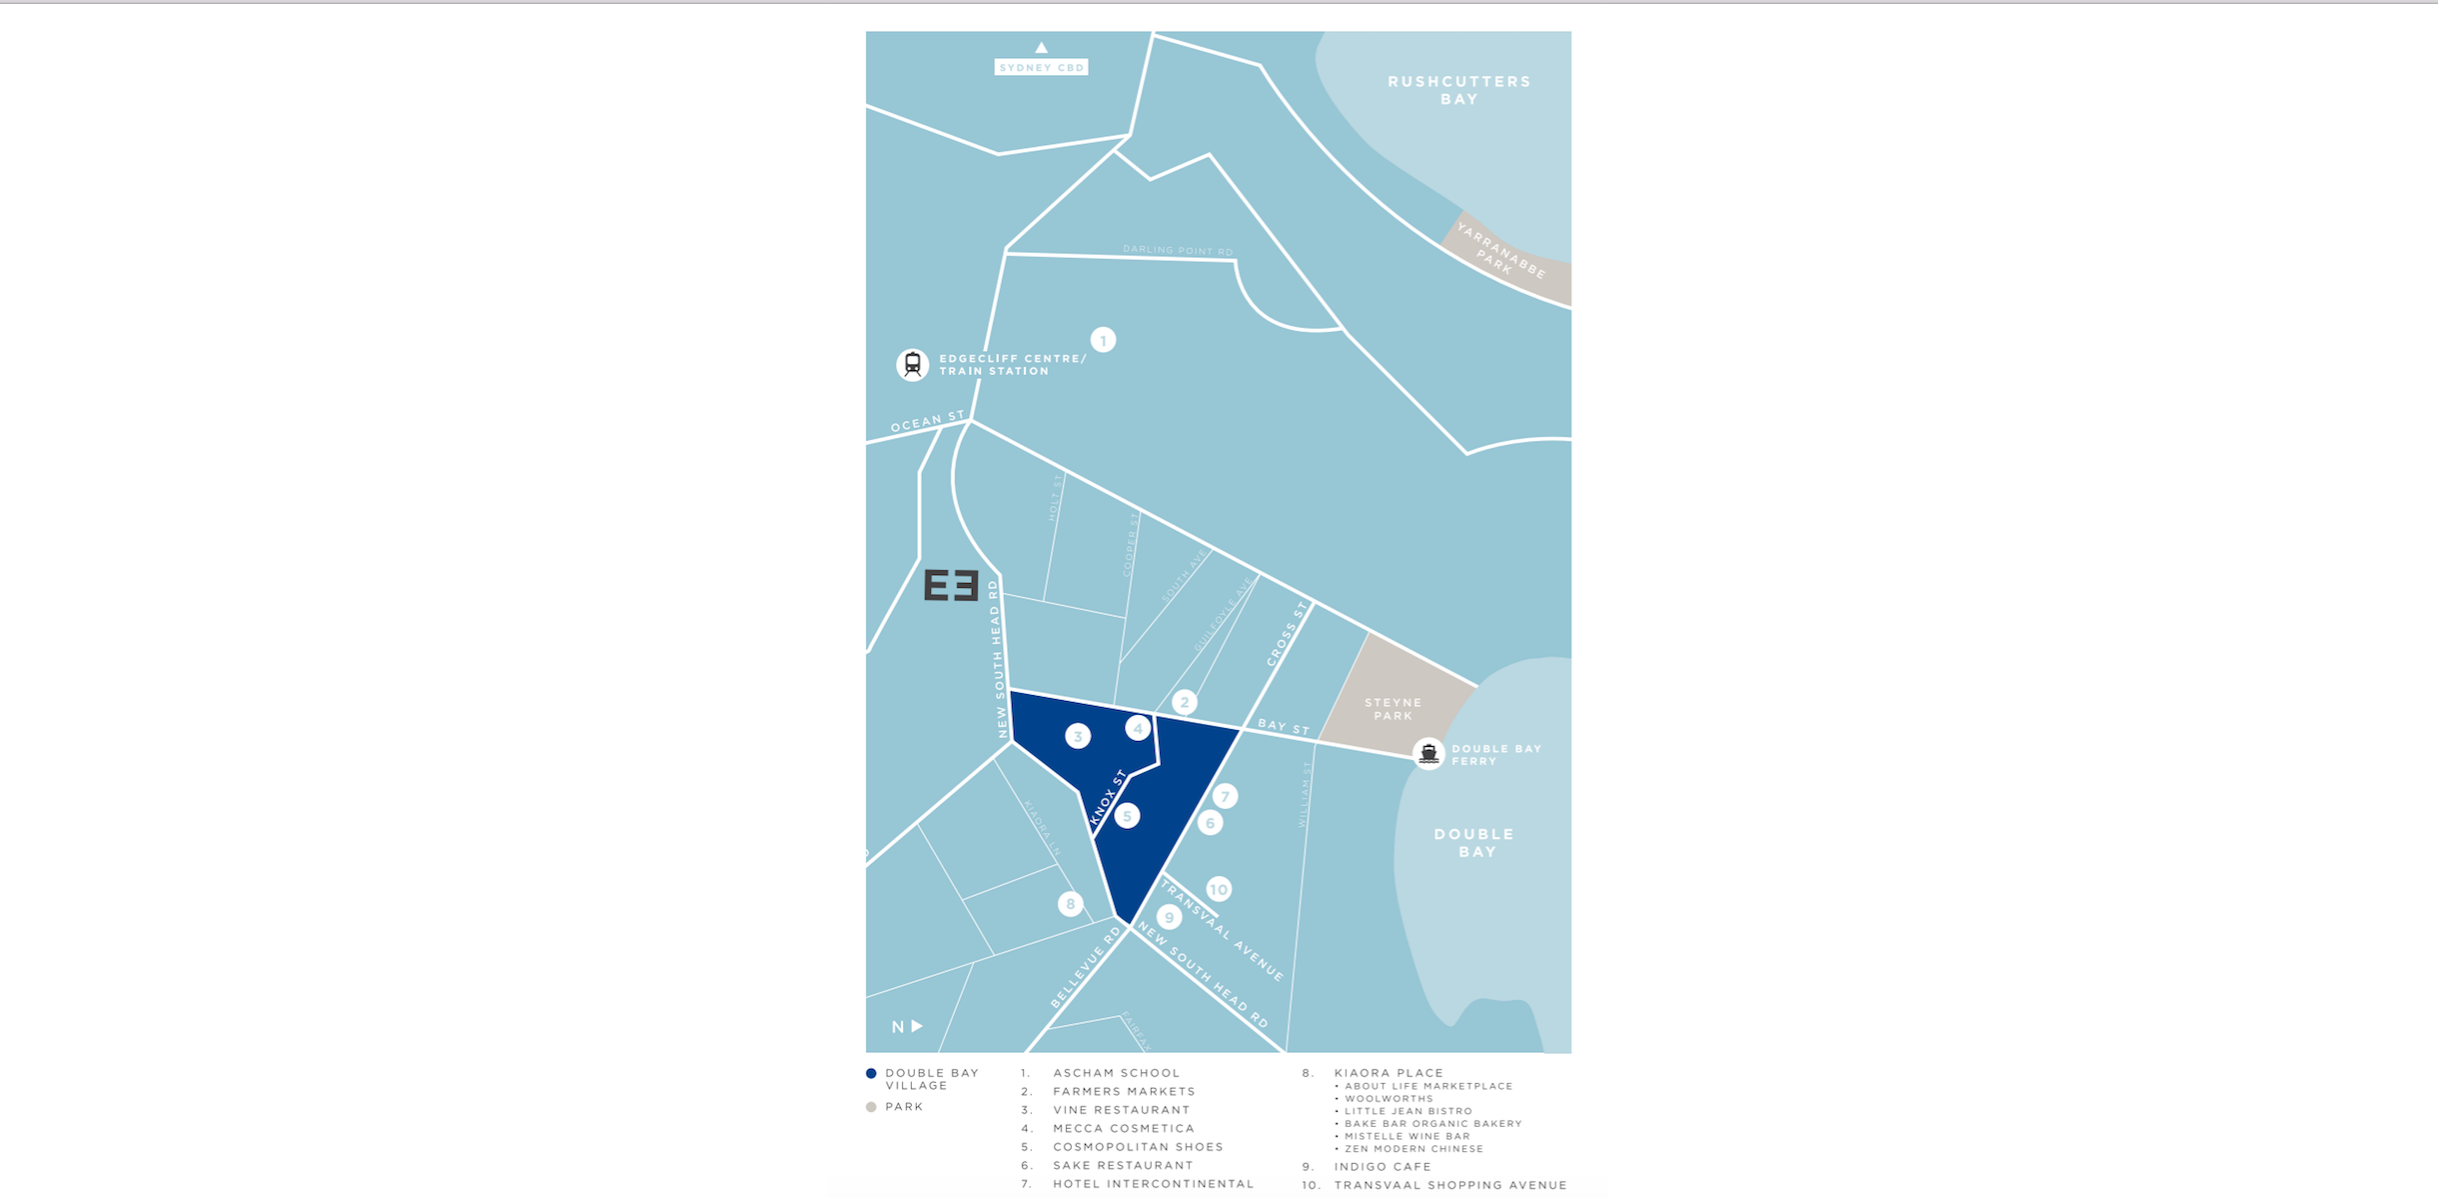 SYDNEY CBD
RUSHCUTTERS
BAY
YARRANABBE
PARK
DARLING POINT RD
1
EDGECLIFF CENTRE/
TRAIN STATION
OCEAN ST
HOLT ST
COOPER ST
SOUTH AVE
GUILFOYLE AVE
E3
NEW SOUTH HEAD RD
CROSS ST
STEYNE
PARK
2
BAY ST
3
4
DOUBLE BAY
FERRY
KNOX ST
5
7
6
WILLIAM ST
KIAORA LN
DOUBLE
BAY
8
10
9
TRANSVAAL AVENUE
BELLEVUE RD
NEW SOUTH HEAD RD
FAIRFAX
N
DOUBLE BAY
VILLAGE
PARK
1. ASCHAM SCHOOL
2. FARMERS MARKETS
3. VINE RESTAURANT
4. MECCA COSMETICA
5. COSMOPOLITAN SHOES
6. SAKE RESTAURANT
7. HOTEL INTERCONTINENTAL
8. KIAORA PLACE
• ABOUT LIFE MARKETPLACE
• WOOLWORTHS
• LITTLE JEAN BISTRO
• BAKE BAR ORGANIC BAKERY
• MISTELLE WINE BAR
• ZEN MODERN CHINESE
9. INDIGO CAFE
10. TRANSVAAL SHOPPING AVENUE